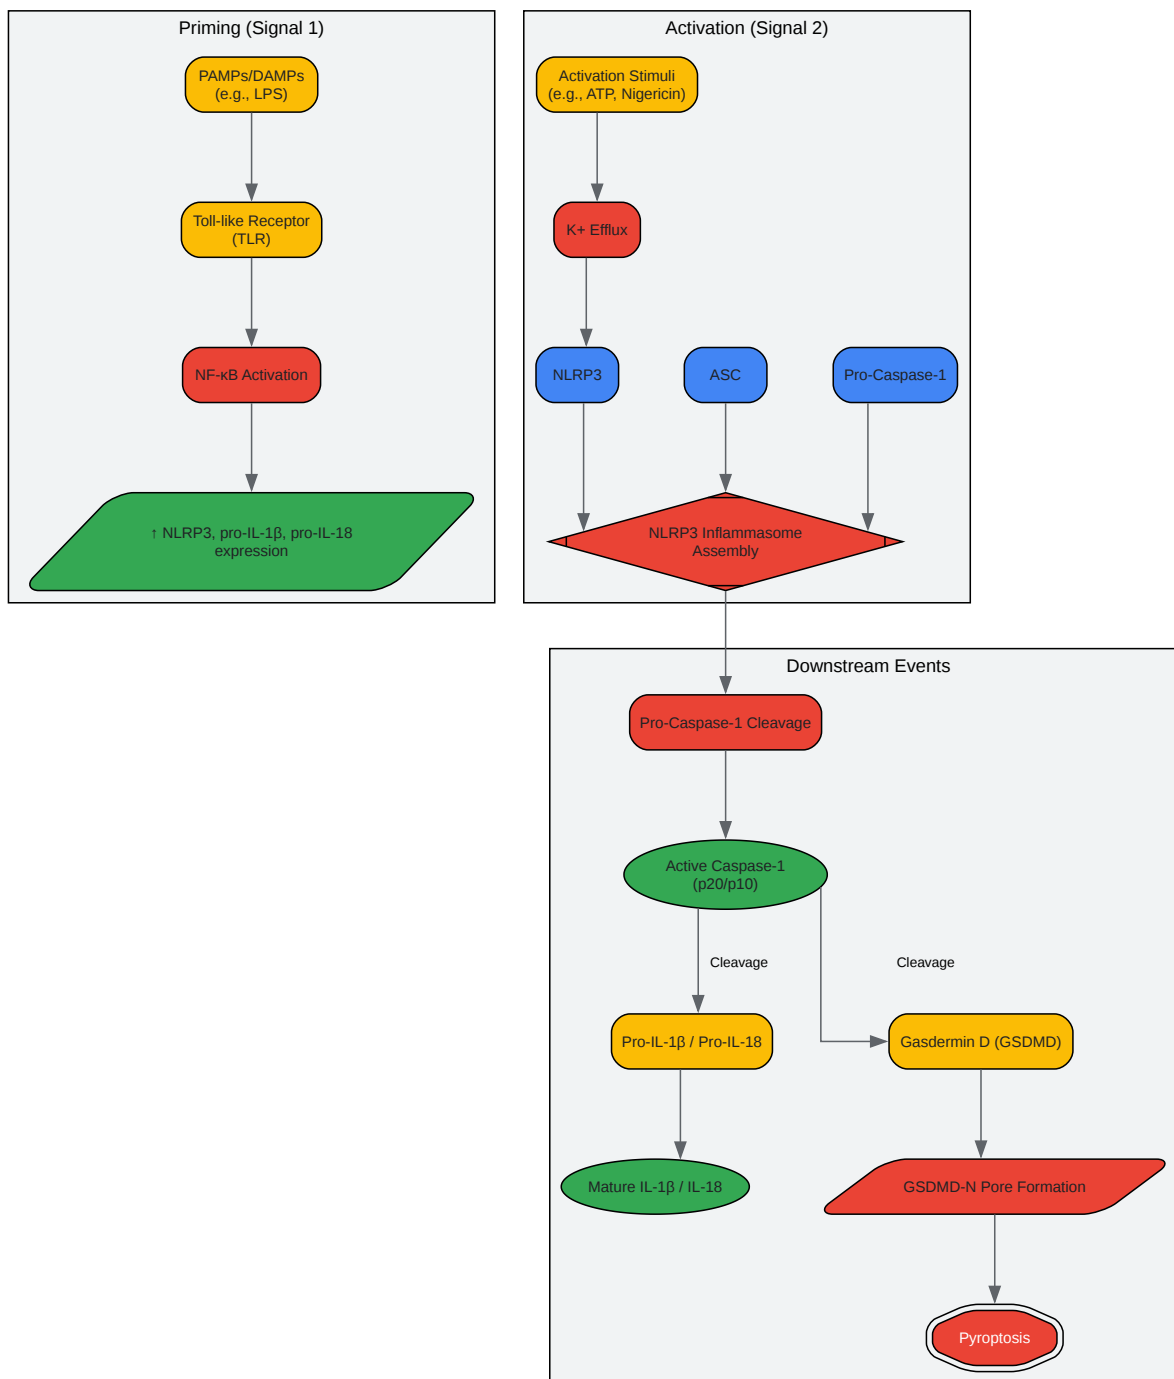 Priming (Signal 1)
PAMPs/DAMPs
(e.g., LPS)
Toll-like Receptor
(TLR)
NF-κB Activation
↑ NLRP3, pro-IL-1β, pro-IL-18
expression
Activation (Signal 2)
Activation Stimuli
(e.g., ATP, Nigericin)
K+ Efflux
NLRP3
ASC
Pro-Caspase-1
NLRP3 Inflammasome
Assembly
Downstream Events
Pro-Caspase-1 Cleavage
Active Caspase-1
(p20/p10)
Cleavage
Cleavage
Pro-IL-1β / Pro-IL-18
Gasdermin D (GSDMD)
Mature IL-1β / IL-18
GSDMD-N Pore Formation
Pyroptosis